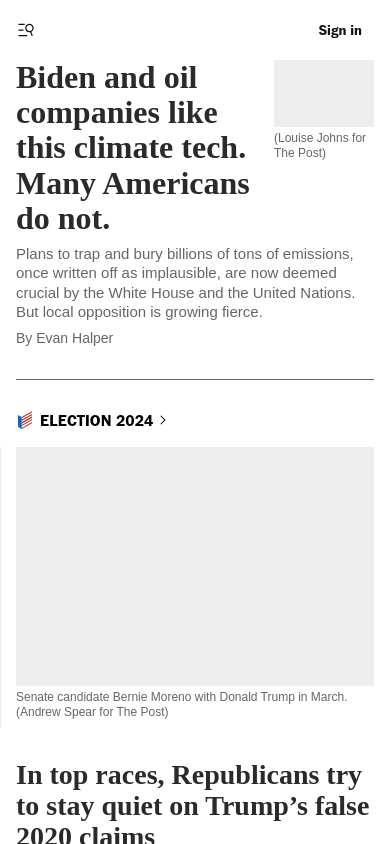 Sign in
Biden and oil
companies like
this climate tech.
Many Americans
do not.
(Louise Johns for
The Post)
Plans to trap and bury billions of tons of emissions,
once written off as implausible, are now deemed
crucial by the White House and the United Nations.
But local opposition is growing fierce.
By Evan Halper
ELECTION 2024
Senate candidate Bernie Moreno with Donald Trump in March.
(Andrew Spear for The Post)
In top races, Republicans try
to stay quiet on Trump’s false
2020 claims